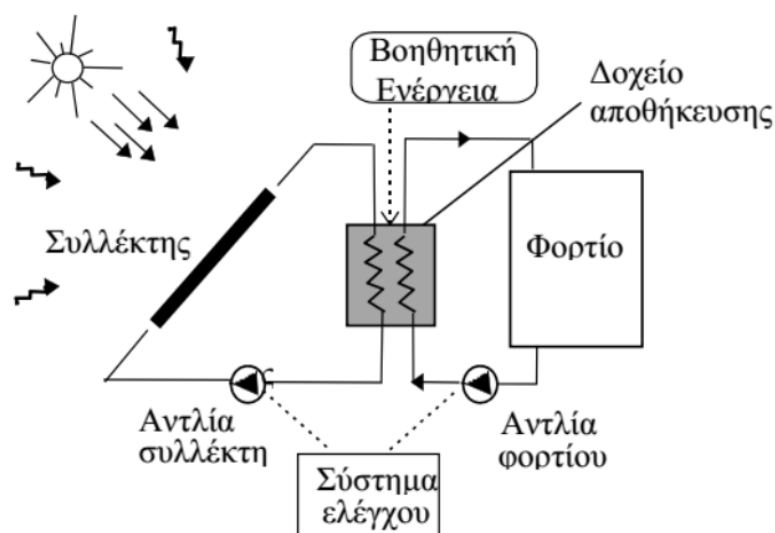 Βοηθητική
Ενέργεια
Δοχείο
αποθήκευσης
Συλλέκτης
Φορτίο
Αντλία
συλλέκτη
Αντλία
φορτίου
Σύστημα
ελέγχου